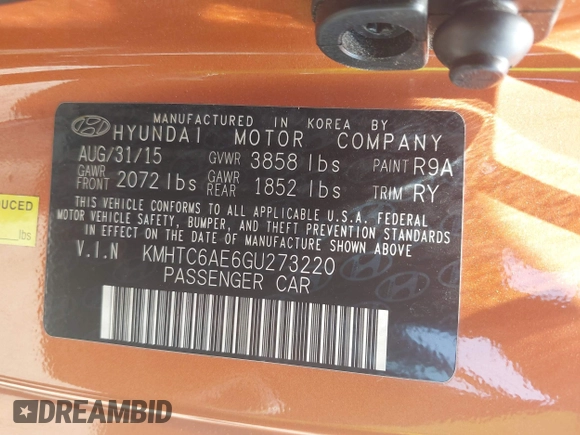 MANUFACTURED IN KOREA BY
HYUNDAI MOTOR COMPANY
AUG/31/15 GVWR 3858 lbs PAINT R9A
GAWR FRONT 2072 lbs GAWR REAR 1852 lbs TRIM RY
THIS VEHICLE CONFORMS TO ALL APPLICABLE U.S.A. FEDERAL
MOTOR VEHICLE SAFETY, BUMPER, AND THEFT PREVENTION STANDARDS
IN EFFECT ON THE DATE OF MANUFACTURE SHOWN ABOVE
V.I.N KMHTC6AE6GU273220
PASSENGER CAR
UCED
lbs.
DREAMBID